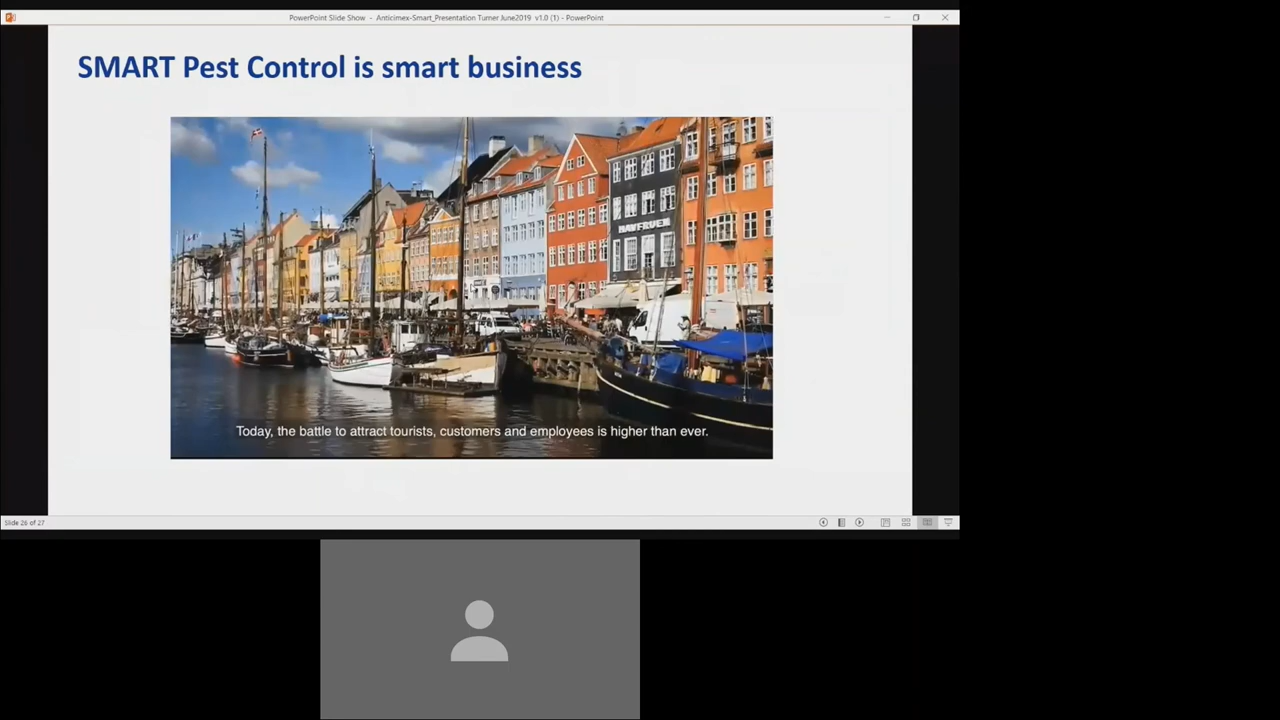 PowerPoint Slide Show - Anticimex-Smart_Presentation Turner June2019 v1.0 (1) - PowerPoint
SMART Pest Control is smart business
HAVFRUEN
Today, the battle to attract tourists, customers and employees is higher than ever.
Slide 26 of 27